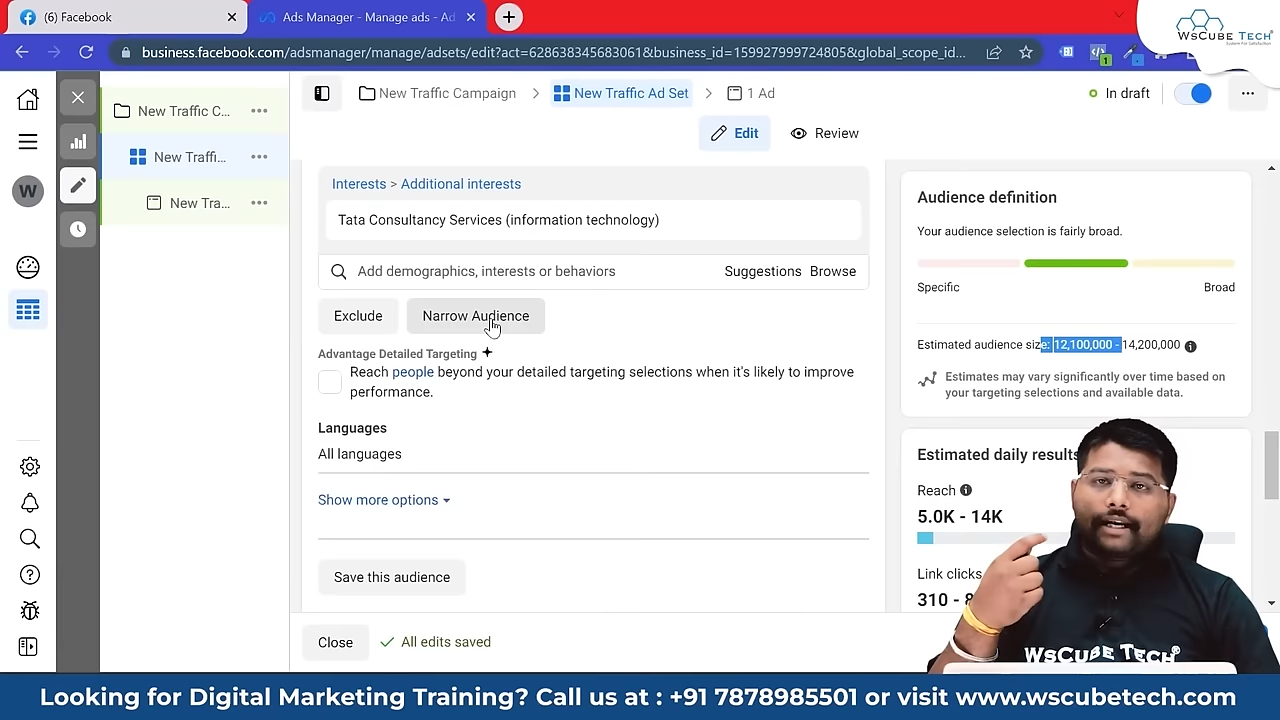 (6) Facebook
Ads Manager - Manage ads - Ad
WsCube Tech
business.facebook.com/adsmanager/manage/adsets/edit?act=628638345683061&business_id=159927999724805&global_scope_id...
New Traffic Campaign > New Traffic Ad Set > 1 Ad
In draft
Edit
Review
New Traffic C...
New Traffi...
New Tra...
W
Interests > Additional interests
Tata Consultancy Services (information technology)
Add demographics, interests or behaviors
Suggestions
Browse
Exclude
Narrow Audience
Advantage Detailed Targeting
Reach people beyond your detailed targeting selections when it's likely to improve
performance.
Languages
All languages
Show more options
Save this audience
Close
All edits saved
Audience definition
Your audience selection is fairly broad.
Specific
Broad
Estimated audience size: 12,100,000 - 14,200,000
Estimates may vary significantly over time based on
your targeting selections and available data.
Estimated daily results
Reach
5.0K - 14K
Link clicks
310 - 8
WsCube Tech
Looking for Digital Marketing Training? Call us at : +91 7878985501 or visit www.wscubetech.com